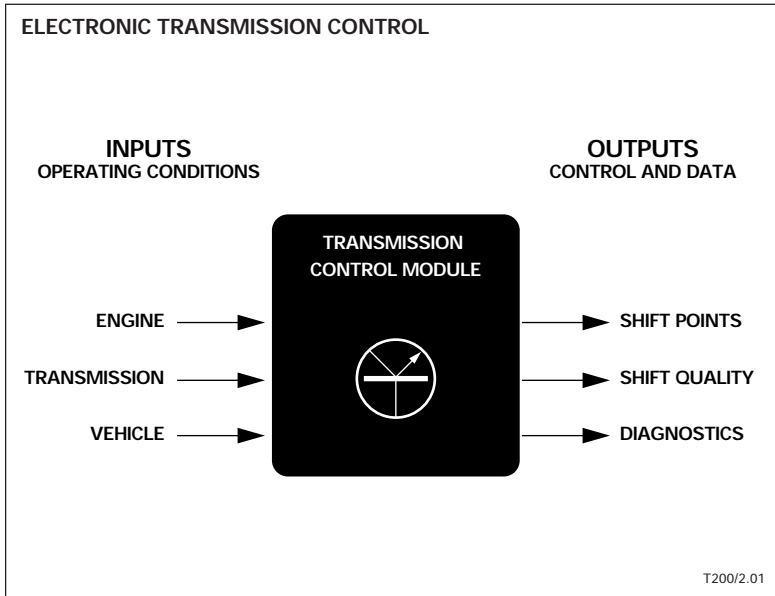 ELECTRONIC TRANSMISSION CONTROL
INPUTS
OPERATING CONDITIONS
OUTPUTS
CONTROL AND DATA
TRANSMISSION
CONTROL MODULE
ENGINE
TRANSMISSION
VEHICLE
SHIFT POINTS
SHIFT QUALITY
DIAGNOSTICS
T200/2.01